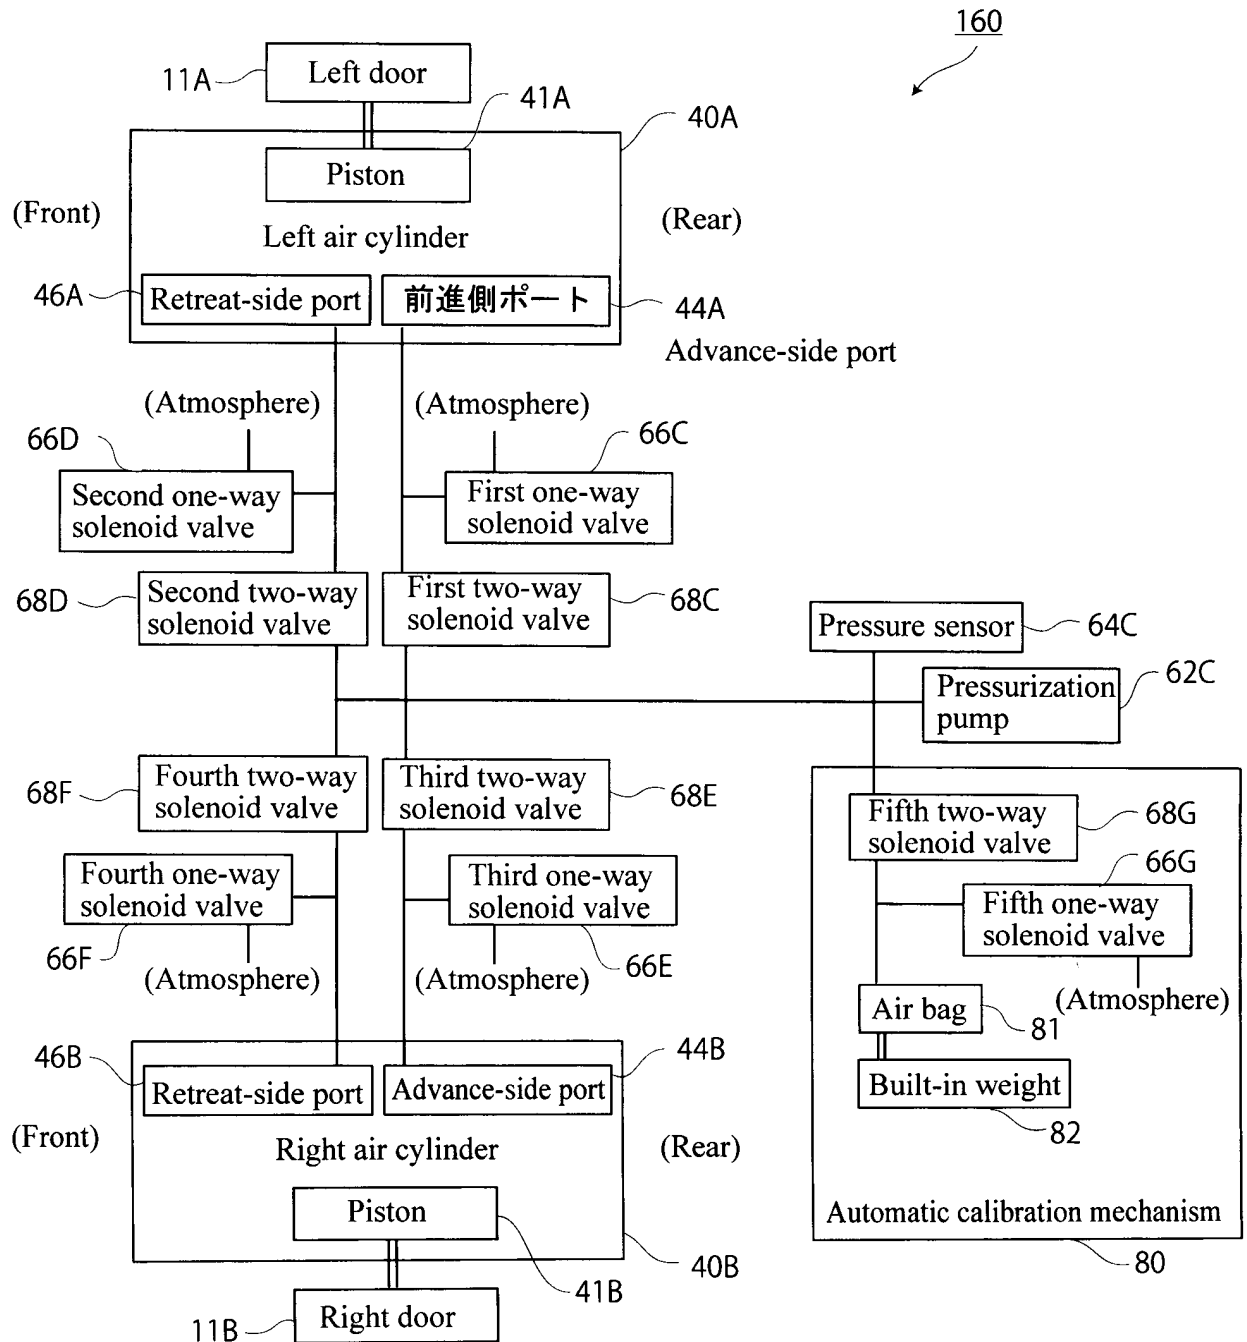 160
Left door
11A
41A
40A
Piston
(Front)
(Rear)
Left air cylinder
46A
Retreat-side port
前進側ポート
44A
Advance-side port
(Atmosphere)
(Atmosphere)
66D
66C
Second one-way
solenoid valve
First one-way
solenoid valve
68D
Second two-way
solenoid valve
First two-way
solenoid valve
68C
Pressure sensor
64C
Pressurization
pump
62C
68F
Fourth two-way
solenoid valve
Third two-way
solenoid valve
68E
Fifth two-way
solenoid valve
68G
66G
Fourth one-way
solenoid valve
Third one-way
solenoid valve
Fifth one-way
solenoid valve
66F
(Atmosphere)
(Atmosphere)
66E
(Atmosphere)
Air bag
81
46B
44B
Retreat-side port
Advance-side port
Built-in weight
82
(Front)
Right air cylinder
(Rear)
Piston
Automatic calibration mechanism
80
40B
41B
Right door
11B